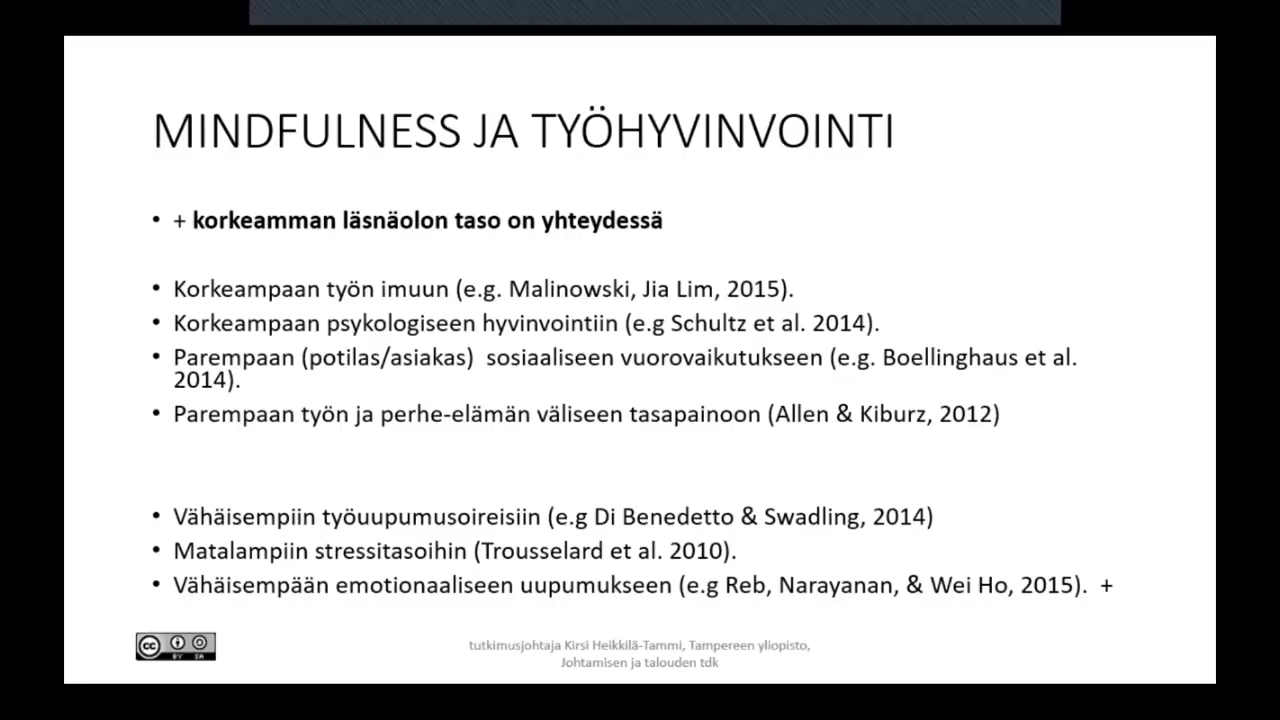 MINDFULNESS JA TYÖHYVINVOINTI
• + korkeamman läsnäolon taso on yhteydessä
• Korkeampaan työn imuun (e.g. Malinowski, Jia Lim, 2015).
• Korkeampaan psykologiseen hyvinvointiin (e.g Schultz et al. 2014).
• Parempaan (potilas/asiakas)  sosiaaliseen vuorovaikutukseen (e.g. Boellinghaus et al.
2014).
• Parempaan työn ja perhe-elämän väliseen tasapainoon (Allen & Kiburz, 2012)
• Vähäisempiin työuupumusoireisiin (e.g Di Benedetto & Swadling, 2014)
• Matalampiin stressitasoihin (Trousselard et al. 2010).
• Vähäisempään emotionaaliseen uupumukseen (e.g Reb, Narayanan, & Wei Ho, 2015).  +
cc BY SA
tutkimusjohtaja Kirsi Heikkilä-Tammi, Tampereen yliopisto,
Johtamisen ja talouden tdk